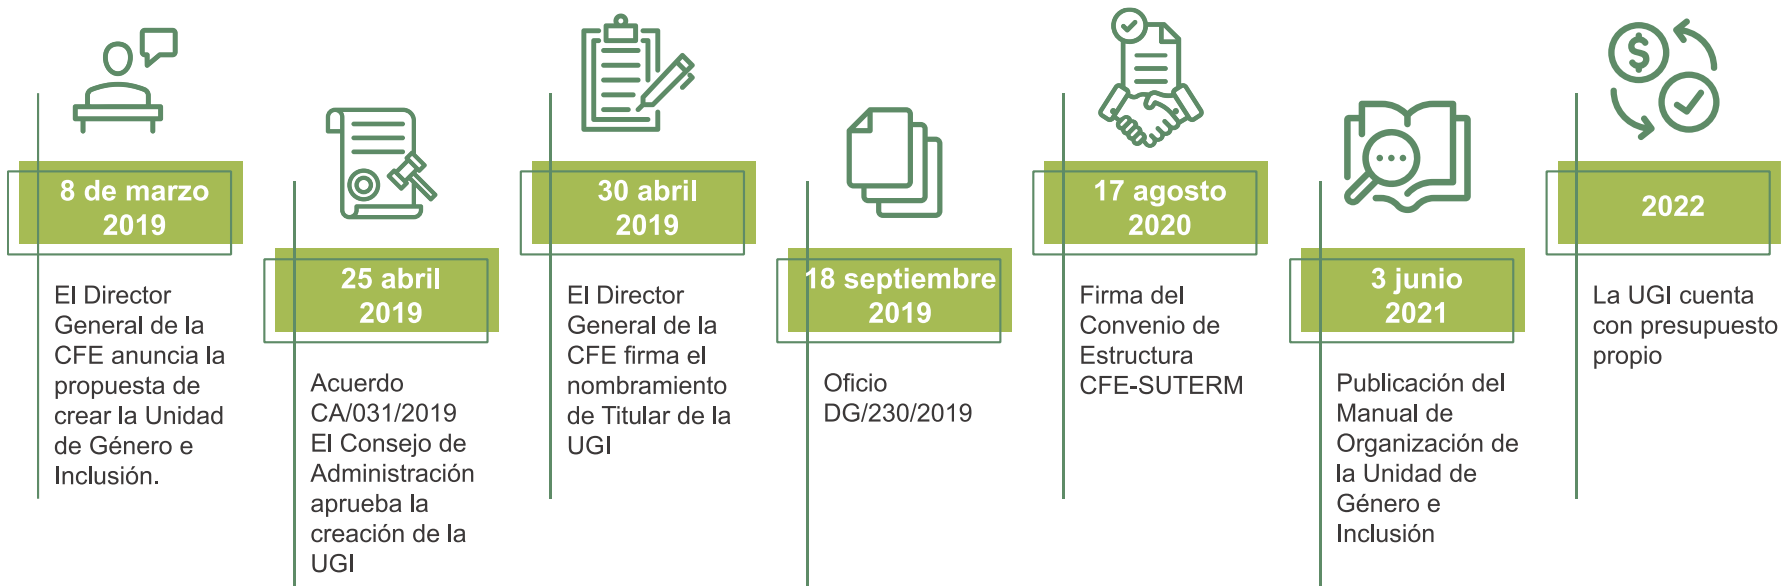 8 de marzo
2019
El Director
General de la
CFE anuncia la
propuesta de
crear la Unidad
de Género e
Inclusión.
25 abril
2019
Acuerdo
CA/031/2019
El Consejo de
Administración
aprueba la
creación de la
UGI
30 abril
2019
El Director
General de la
CFE firma el
nombramiento
de Titular de la
UGI
18 septiembre
2019
Oficio
DG/230/2019
17 agosto
2020
Firma del
Convenio de
Estructura
CFE-SUTERM
3 junio
2021
Publicación del
Manual de
Organización de
la Unidad de
Género e
Inclusión
$
2022
La UGI cuenta
con presupuesto
propio